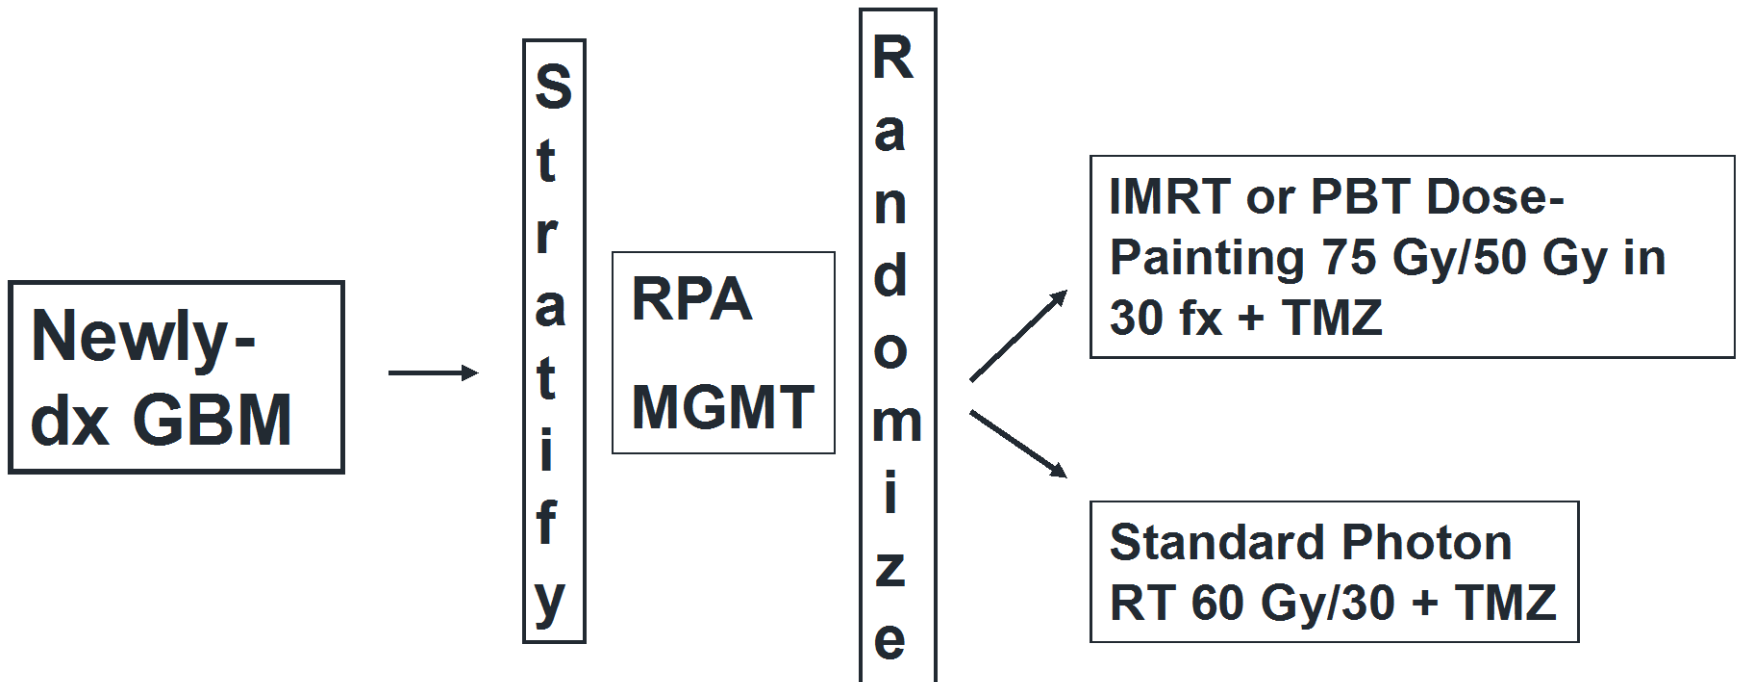 Newly-
dx GBM
Stratify
RPA
MGMT
Randomize
IMRT or PBT Dose-
Painting 75 Gy/50 Gy in
30 fx + TMZ
Standard Photon
RT 60 Gy/30 + TMZ